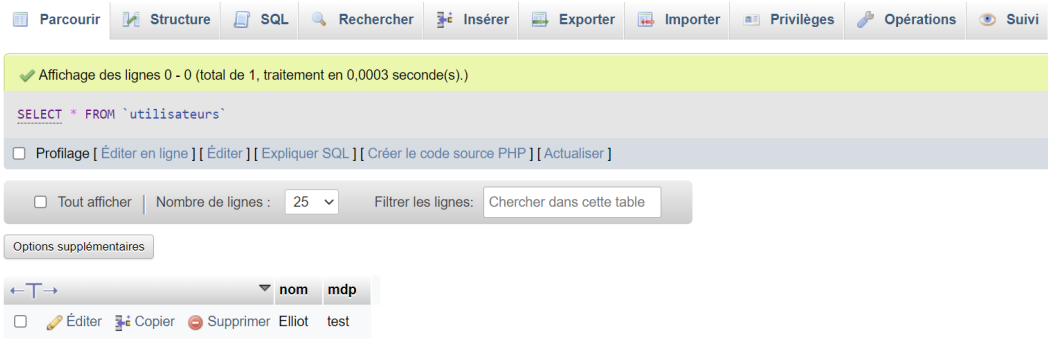 Parcourir Structure SQL Rechercher Insérer Exporter Importer Privilèges Opérations Suivi
Affichage des lignes 0 - 0 (total de 1, traitement en 0,0003 seconde(s).)
SELECT * FROM `utilisateurs`
Profilage [ Éditer en ligne ] [ Éditer ] [ Expliquer SQL ] [ Créer le code source PHP ] [ Actualiser ]
Tout afficher Nombre de lignes : 25 Filtrer les lignes: Chercher dans cette table
Options supplémentaires
←T→ nom mdp
Éditer Copier Supprimer Elliot test